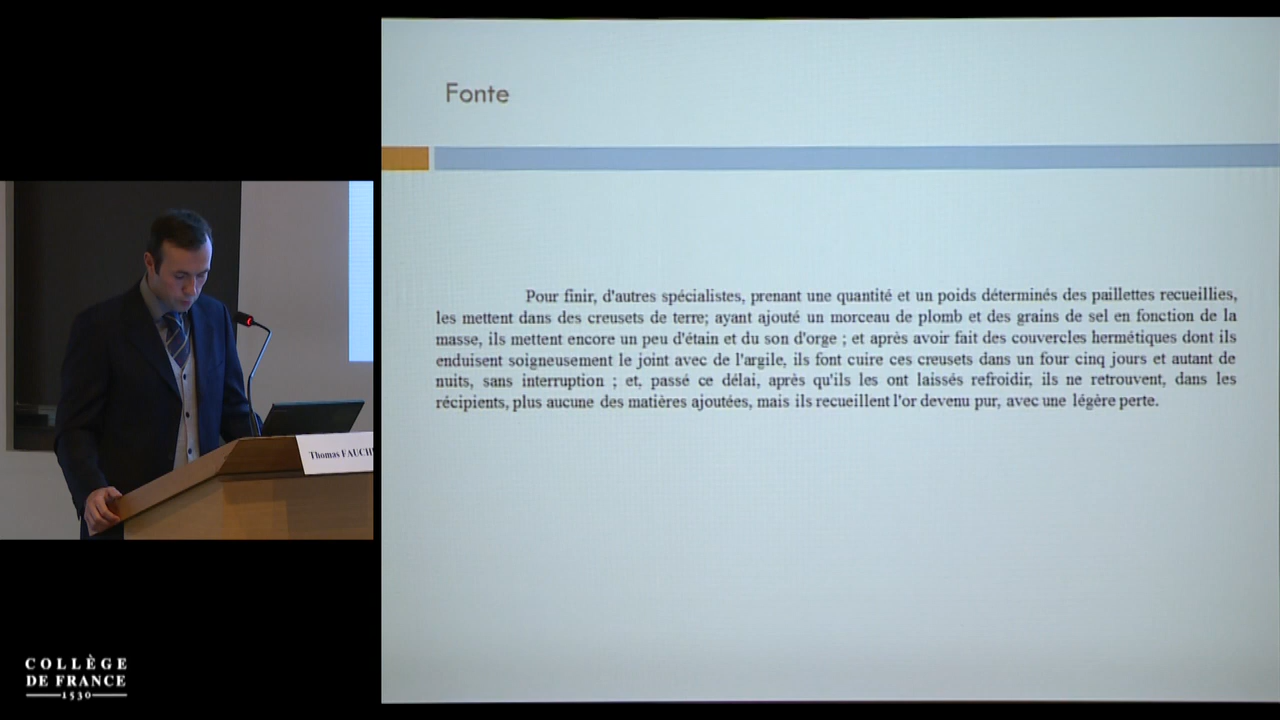 Fonte
Pour finir, d'autres spécialistes, prenant une quantité et un poids déterminés des paillettes recueillies,
les mettent dans des creusets de terre; ayant ajouté un morceau de plomb et des grains de sel en fonction de la
masse, ils mettent encore un peu d'étain et du son d'orge ; et après avoir fait des couvercles hermétiques dont ils
enduisent soigneusement le joint avec de l'argile, ils font cuire ces creusets dans un four cinq jours et autant de
nuits, sans interruption ; et, passé ce délai, après qu'ils les ont laissés refroidir, ils ne retrouvent, dans les
récipients, plus aucune des matières ajoutées, mais ils recueillent l'or devenu pur, avec une légère perte.
Thomas FAUCH
COLLÈGE
DE FRANCE
1530